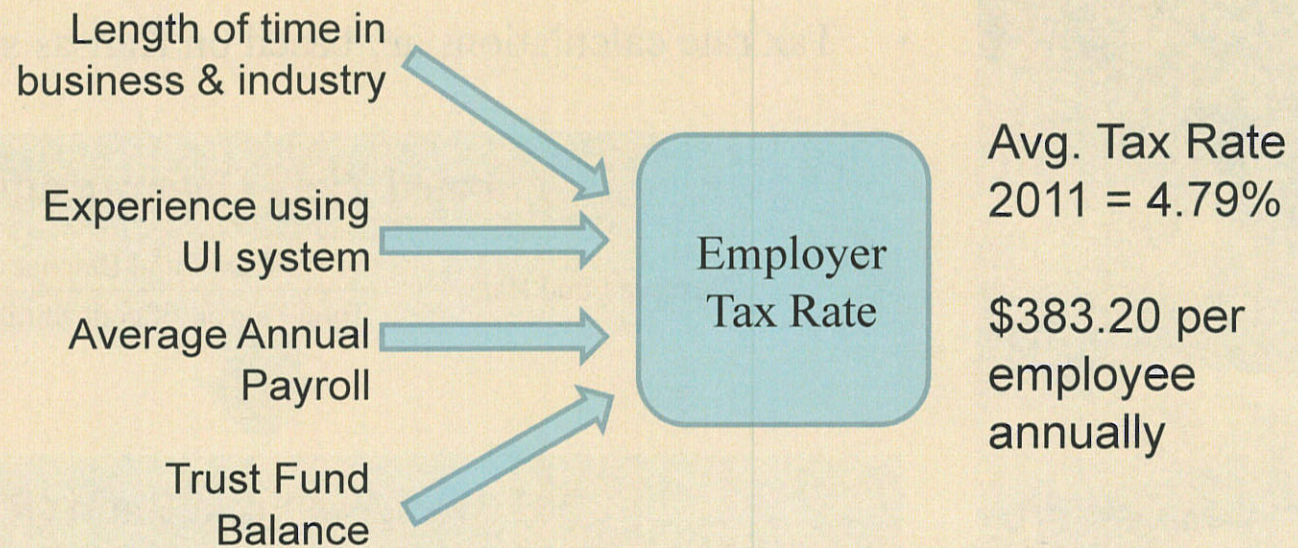 Length of time in
business & industry
Experience using
UI system
Average Annual
Payroll
Trust Fund
Balance
Employer
Tax Rate
Avg. Tax Rate
2011 = 4.79%
$383.20 per
employee
annually